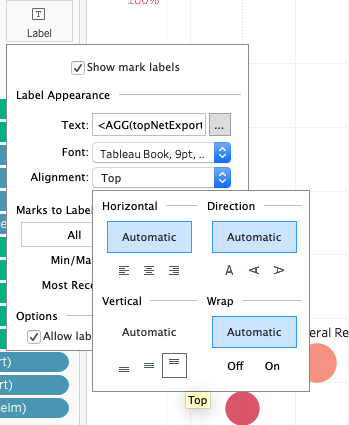 100%
T
Label
Show mark labels
Label Appearance
Text: <AGG(topNetExport ...
Font: Tableau Book, 9pt, ..
Alignment: Top
Marks to Label
All
Min/Ma
Most Rece
Options
Allow lab
Horizontal Direction
Automatic Automatic
A A A
Vertical Wrap
Automatic Automatic
Off On
Top
eral Re
rt)
rt)
elm)